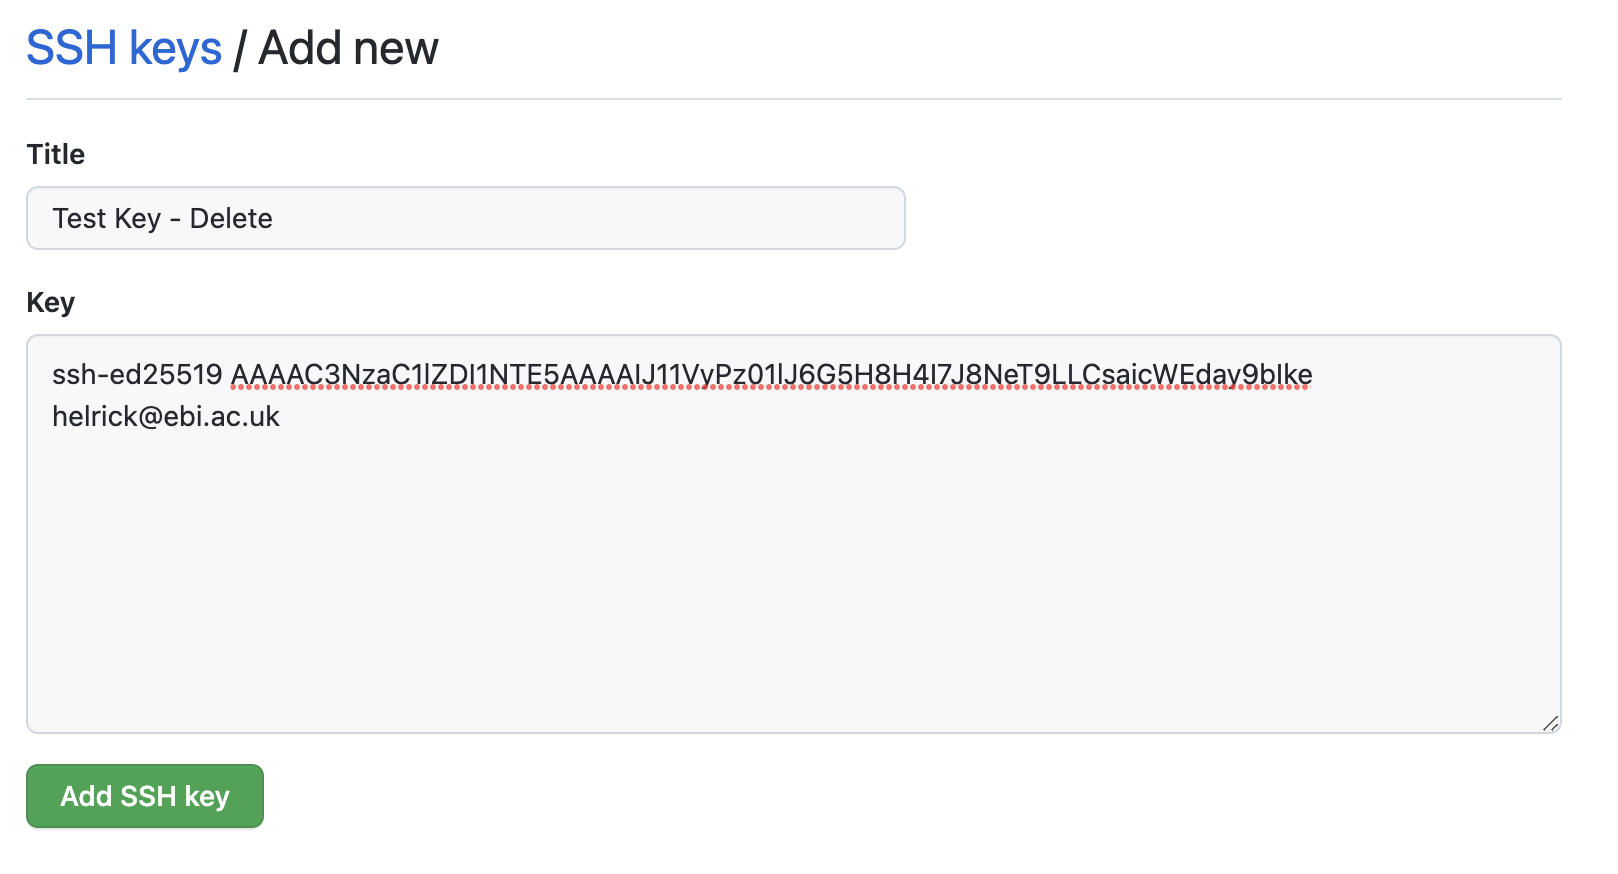 SSH keys / Add new
Title
Test Key - Delete
Key
ssh-ed25519 AAAAC3NzaC1lZDI1NTE5AAAAIJ11VyPz01lJ6G5H8H4I7J8NeT9LLCsaicWEday9bIke
helrick@ebi.ac.uk
Add SSH key